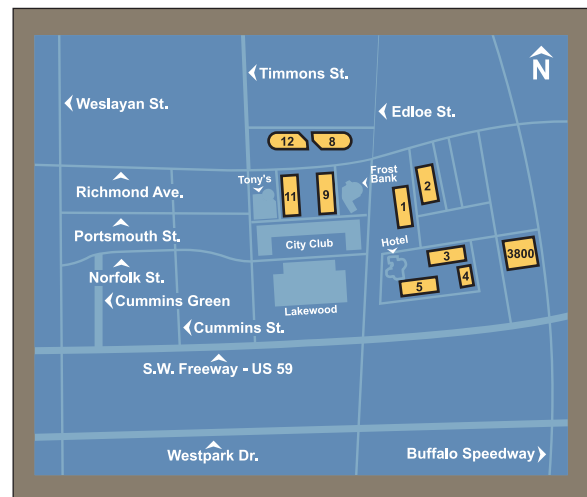 N
Timmons St.
Weslayan St.
Edloe St.
12
8
Tony's
Frost
Bank
Richmond Ave.
11
9
1
2
Portsmouth St.
City Club
Hotel
3
3800
Norfolk St.
4
5
Cummins Green
Lakewood
Cummins St.
S.W. Freeway - US 59
Westpark Dr.
Buffalo Speedway